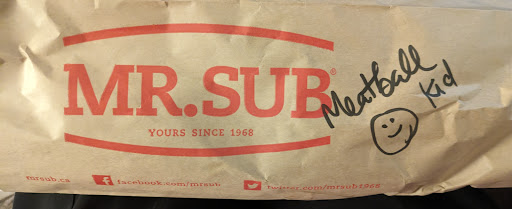 MR.SUB®
YOURS SINCE 1968
Meatball
Kid
mrsub.ca
facebook.com/mrsub
twitter.com/mrsub1968